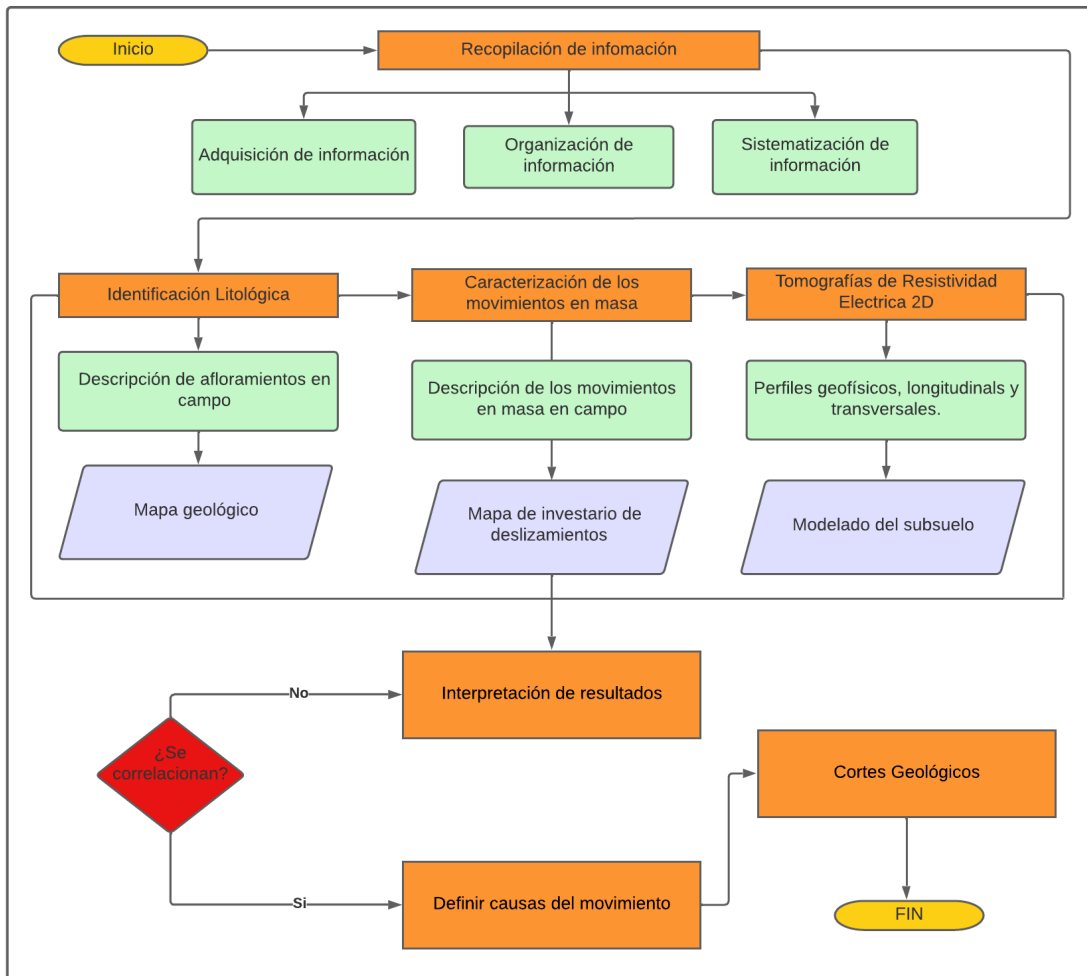 Inicio
Recopilación de infomación
Adquisición de información
Organización de
información
Sistematización de
información
Identificación Litológica
Caracterización de los
movimientos en masa
Tomografías de Resistividad
Electrica 2D
Descripción de afloramientos en
campo
Descripción de los movimientos
en masa en campo
Perfiles geofísicos, longitudinals y
transversales.
Mapa geológico
Mapa de investario de
deslizamientos
Modelado del subsuelo
No
Interpretación de resultados
¿Se
correlacionan?
Cortes Geológicos
Si
Definir causas del movimiento
FIN